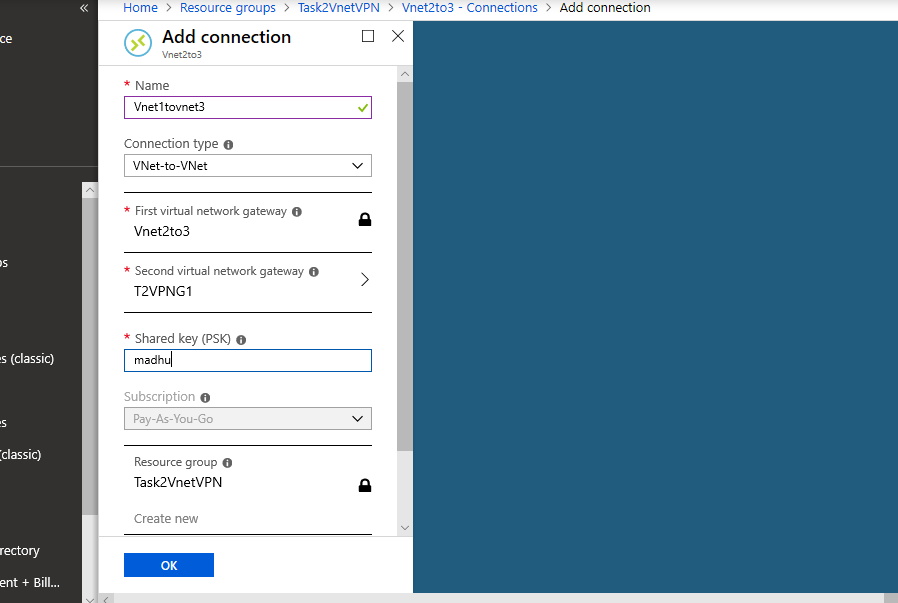 Home > Resource groups > Task2VnetVPN > Vnet2to3 - Connections > Add connection
Add connection
Vnet2to3
* Name
Vnet1tovnet3
Connection type
VNet-to-VNet
* First virtual network gateway
Vnet2to3
* Second virtual network gateway
T2VPNG1
* Shared key (PSK)
madhu
Subscription
Pay-As-You-Go
Resource group
Task2VnetVPN
Create new
OK
ce
os
es (classic)
es
(classic)
rectory
ent + Bill...